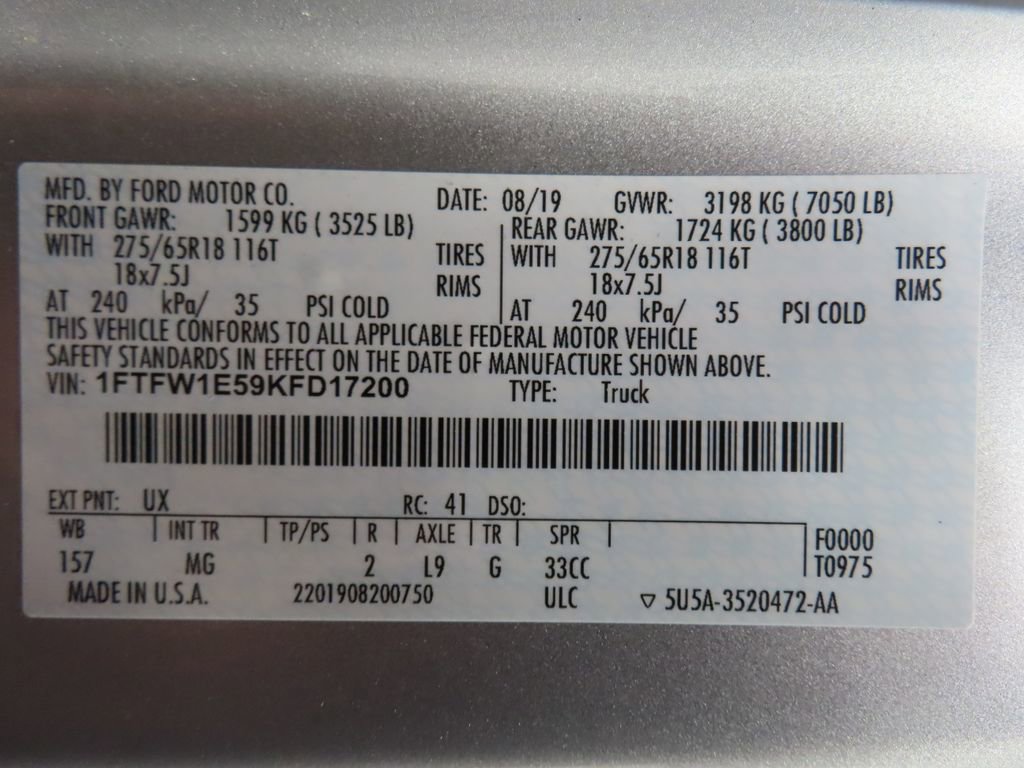 MFD. BY FORD MOTOR CO. DATE: 08/19 GVWR: 3198 KG ( 7050 LB)
FRONT GAWR: 1599 KG ( 3525 LB) REAR GAWR: 1724 KG ( 3800 LB)
WITH 275/65R18 116T TIRES WITH 275/65R18 116T TIRES
18x7.5J RIMS 18x7.5J RIMS
AT 240 kPa/ 35 PSI COLD AT 240 kPa/ 35 PSI COLD
THIS VEHICLE CONFORMS TO ALL APPLICABLE FEDERAL MOTOR VEHICLE
SAFETY STANDARDS IN EFFECT ON THE DATE OF MANUFACTURE SHOWN ABOVE.
VIN: 1FTFW1E59KFD17200 TYPE: Truck
EXT PNT: UX RC: 41 DSO:
WB INT TR TP/PS R AXLE TR SPR F0000
157 MG 2 L9 G 33CC T0975
MADE IN U.S.A. 2201908200750 ULC ▽ 5U5A-3520472-AA